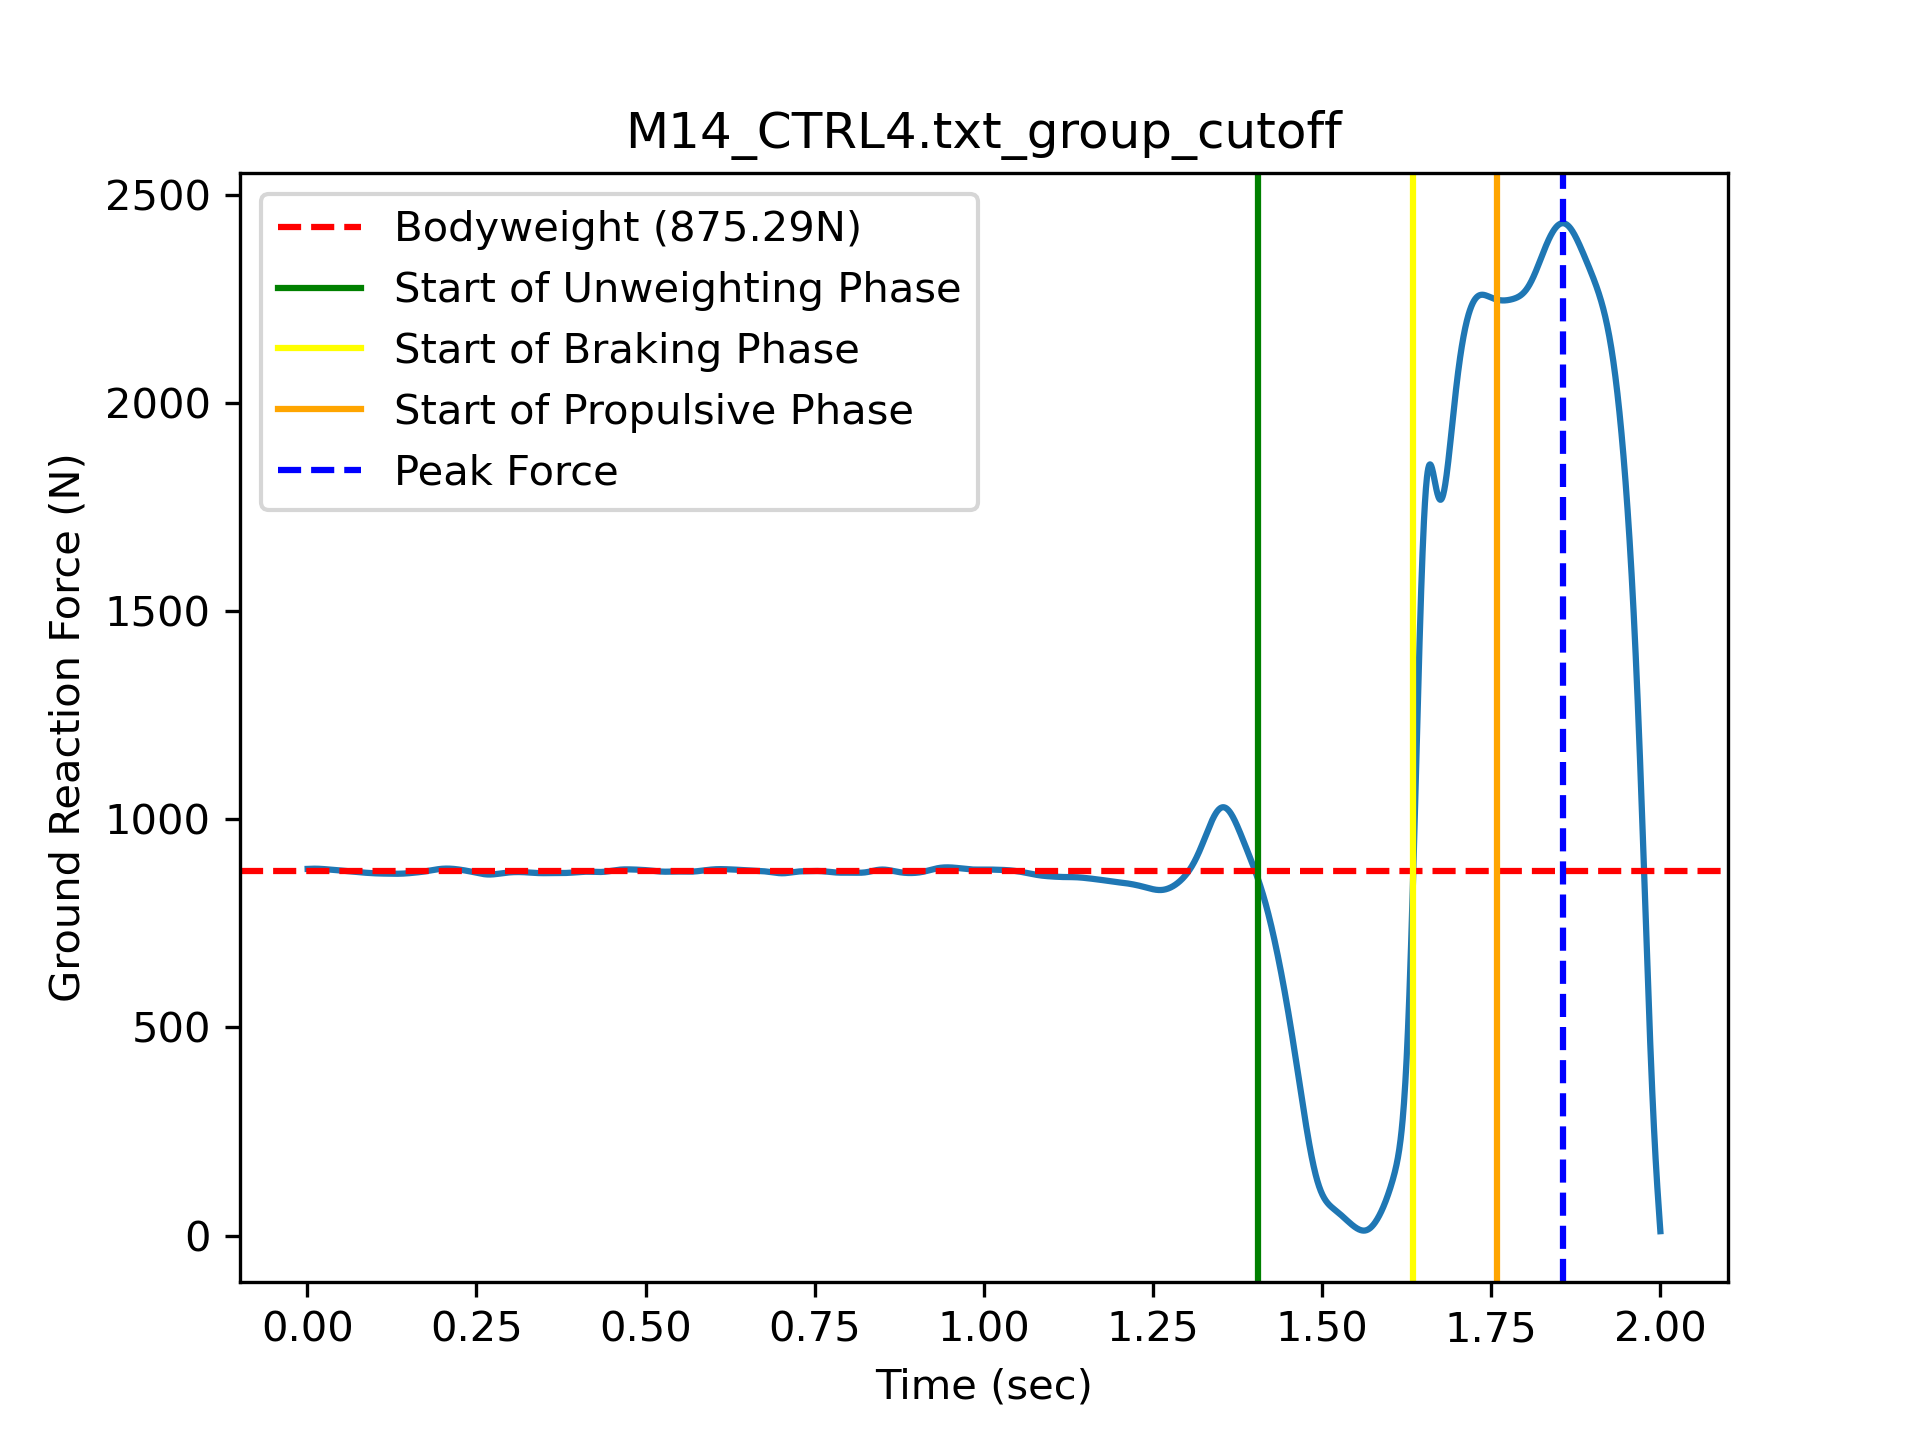 M14_CTRL4.txt_group_cutoff
2500
2000
1500
1000
500
0
Ground Reaction Force (N)
Bodyweight (875.29N)
Start of Unweighting Phase
Start of Braking Phase
Start of Propulsive Phase
Peak Force
0.00 0.25 0.50 0.75 1.00 1.25 1.50 1.75 2.00
Time (sec)